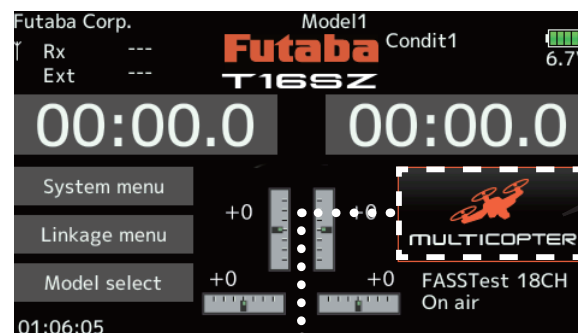 Futaba Corp.
Model1
Condit1
Rx ---
Ext ---
Futaba
T16SZ
6.7V
00:00.0
00:00.0
System menu
Linkage menu
Model select
+0
+0
+0
+0
MULTICOPTER
FASSTest 18CH
On air
01:06:05